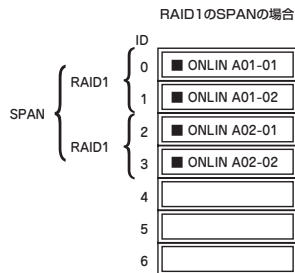 RAID1のSPANの場合
ID
0 ■ ONLIN A01-01
RAID1
1 ■ ONLIN A01-02
SPAN
2 ■ ONLIN A02-01
RAID1
3 ■ ONLIN A02-02
4
5
6